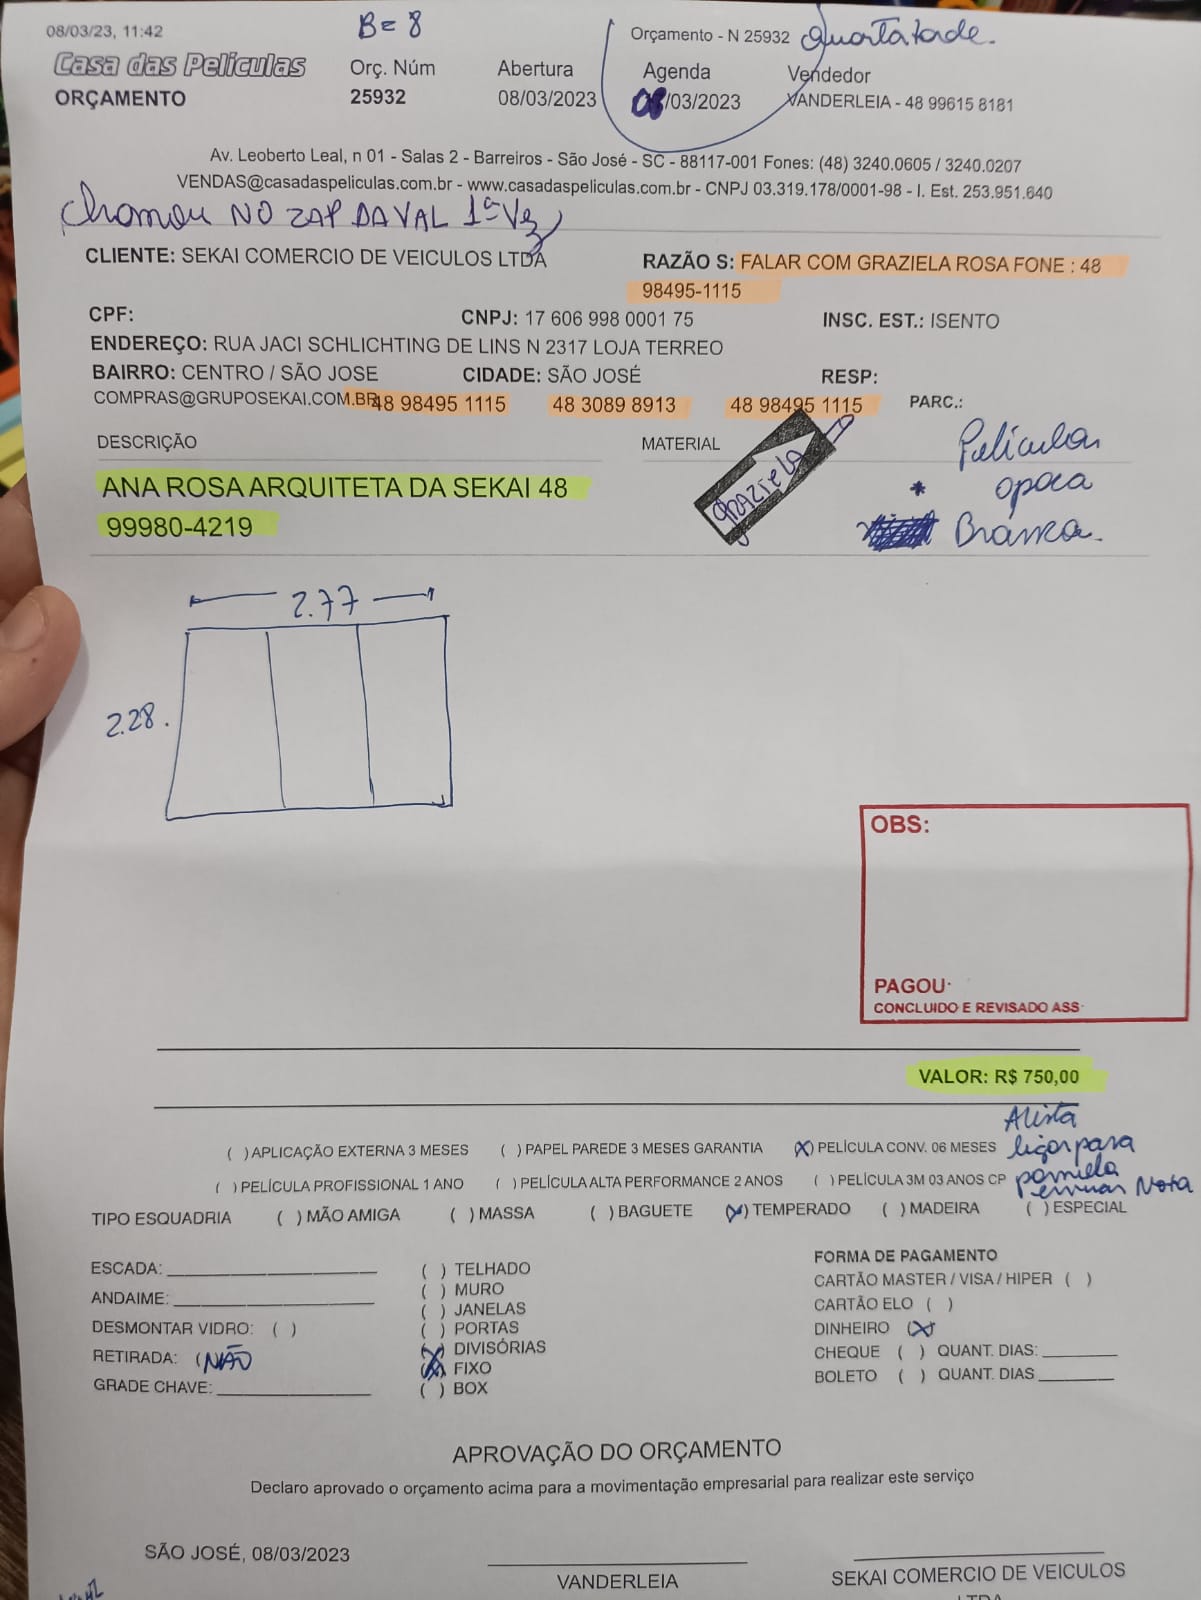 08/03/23, 11:42
B= 8
Orçamento - N 25932 Quarta tarde.
Casa das Películas
Orç. Núm Abertura Agenda Vendedor
ORÇAMENTO 25932 08/03/2023 08/03/2023 VANDERLEIA - 48 99615 8181
Av. Leoberto Leal, n 01 - Salas 2 - Barreiros - São José - SC - 88117-001 Fones: (48) 3240.0605 / 3240.0207
VENDAS@casadaspeliculas.com.br - www.casadaspeliculas.com.br - CNPJ 03.319.178/0001-98 - I. Est. 253.951.640
Chamou NO ZAP DA VAL 1ª Vez
CLIENTE: SEKAI COMERCIO DE VEICULOS LTDA RAZÃO S: FALAR COM GRAZIELA ROSA FONE : 48
98495-1115
CPF: CNPJ: 17 606 998 0001 75 INSC. EST.: ISENTO
ENDEREÇO: RUA JACI SCHLICHTING DE LINS N 2317 LOJA TERREO
BAIRRO: CENTRO / SÃO JOSE CIDADE: SÃO JOSÉ RESP:
COMPRAS@GRUPOSEKAI.COM.BR 48 98495 1115 48 3089 8913 48 98495 1115 PARC.:
DESCRIÇÃO MATERIAL
ANA ROSA ARQUITETA DA SEKAI 48
99980-4219
GRAZIELA
Película
* opaca
Branca.
2.77
2.28.
OBS:
PAGOU:
CONCLUIDO E REVISADO ASS:
VALOR: R$ 750,00
Alista
( ) APLICAÇÃO EXTERNA 3 MESES ( ) PAPEL PAREDE 3 MESES GARANTIA (X) PELÍCULA CONV. 06 MESES ligar para
pamela
( ) PELÍCULA PROFISSIONAL 1 ANO ( ) PELÍCULA ALTA PERFORMANCE 2 ANOS ( ) PELÍCULA 3M 03 ANOS CP Nota
TIPO ESQUADRIA ( ) MÃO AMIGA ( ) MASSA ( ) BAGUETE (X) TEMPERADO ( ) MADEIRA ( ) ESPECIAL
ESCADA:
ANDAIME:
DESMONTAR VIDRO: ( )
RETIRADA: (NÃO
GRADE CHAVE:
( ) TELHADO
( ) MURO
( ) JANELAS
( ) PORTAS
(X) DIVISÓRIAS
(X) FIXO
( ) BOX
FORMA DE PAGAMENTO
CARTÃO MASTER / VISA / HIPER ( )
CARTÃO ELO ( )
DINHEIRO (X)
CHEQUE ( ) QUANT. DIAS:
BOLETO ( ) QUANT. DIAS
APROVAÇÃO DO ORÇAMENTO
Declaro aprovado o orçamento acima para a movimentação empresarial para realizar este serviço
SÃO JOSÉ, 08/03/2023
VANDERLEIA SEKAI COMERCIO DE VEICULOS
LTDA